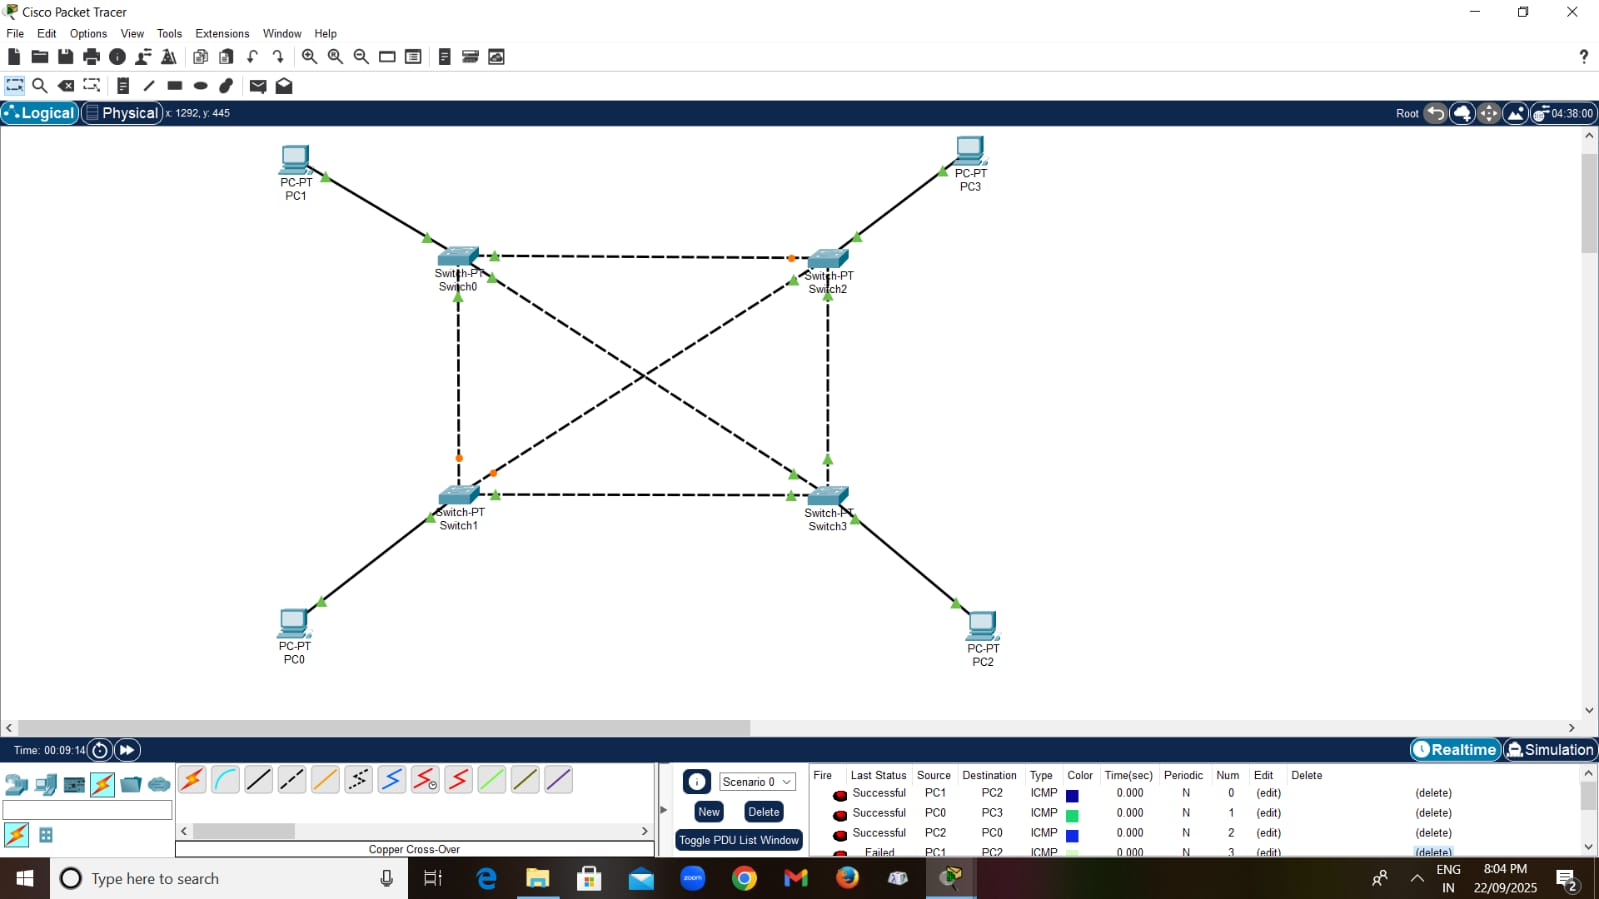 Cisco Packet Tracer
File Edit Options View Tools Extensions Window Help
?
Logical Physical x: 1292, y: 445 Root 04:38:00
PC-PT
PC1
PC-PT
PC3
Switch-PT
Switch0
Switch-PT
Switch2
Switch-PT
Switch1
Switch-PT
Switch3
PC-PT
PC0
PC-PT
PC2
Time: 00:09:14 Realtime Simulation
Scenario 0
New Delete
Toggle PDU List Window
Copper Cross-Over
Fire Last Status Source Destination Type Color Time(sec) Periodic Num Edit Delete
Successful PC1 PC2 ICMP 0.000 N 0 (edit) (delete)
Successful PC0 PC3 ICMP 0.000 N 1 (edit) (delete)
Successful PC2 PC0 ICMP 0.000 N 2 (edit) (delete)
Failed PC1 PC2 ICMP 0.000 N 3 (edit) (delete)
Type here to search
zoom
ENG
IN
8:04 PM
22/09/2025
2